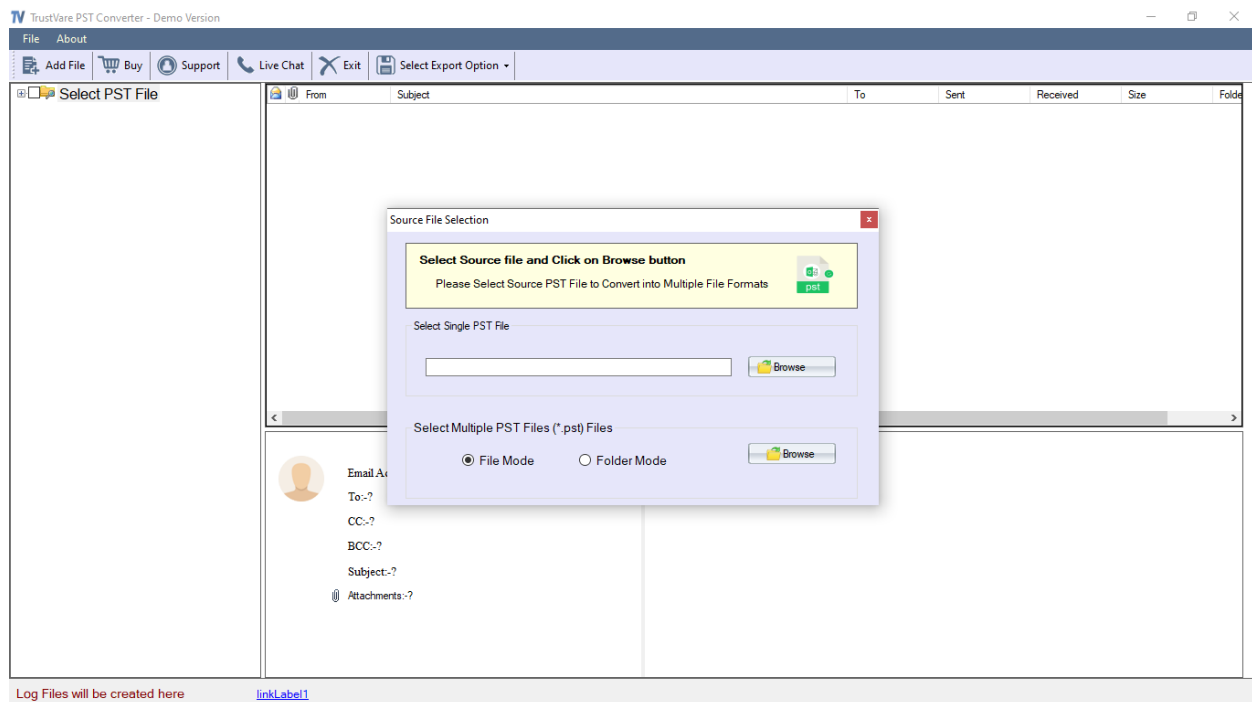 TV TrustVare PST Converter - Demo Version
File About
Add File Buy Support Live Chat Exit Select Export Option
Select PST File
From Subject To Sent Received Size Folde
Source File Selection
Select Source file and Click on Browse button
Please Select Source PST File to Convert into Multiple File Formats
pst
Select Single PST File
Browse
Select Multiple PST Files (*.pst) Files
File Mode Folder Mode Browse
Email Ad
To:-?
CC:-?
BCC:-?
Subject:-?
Attachments:-?
Log Files will be created here linkLabel1